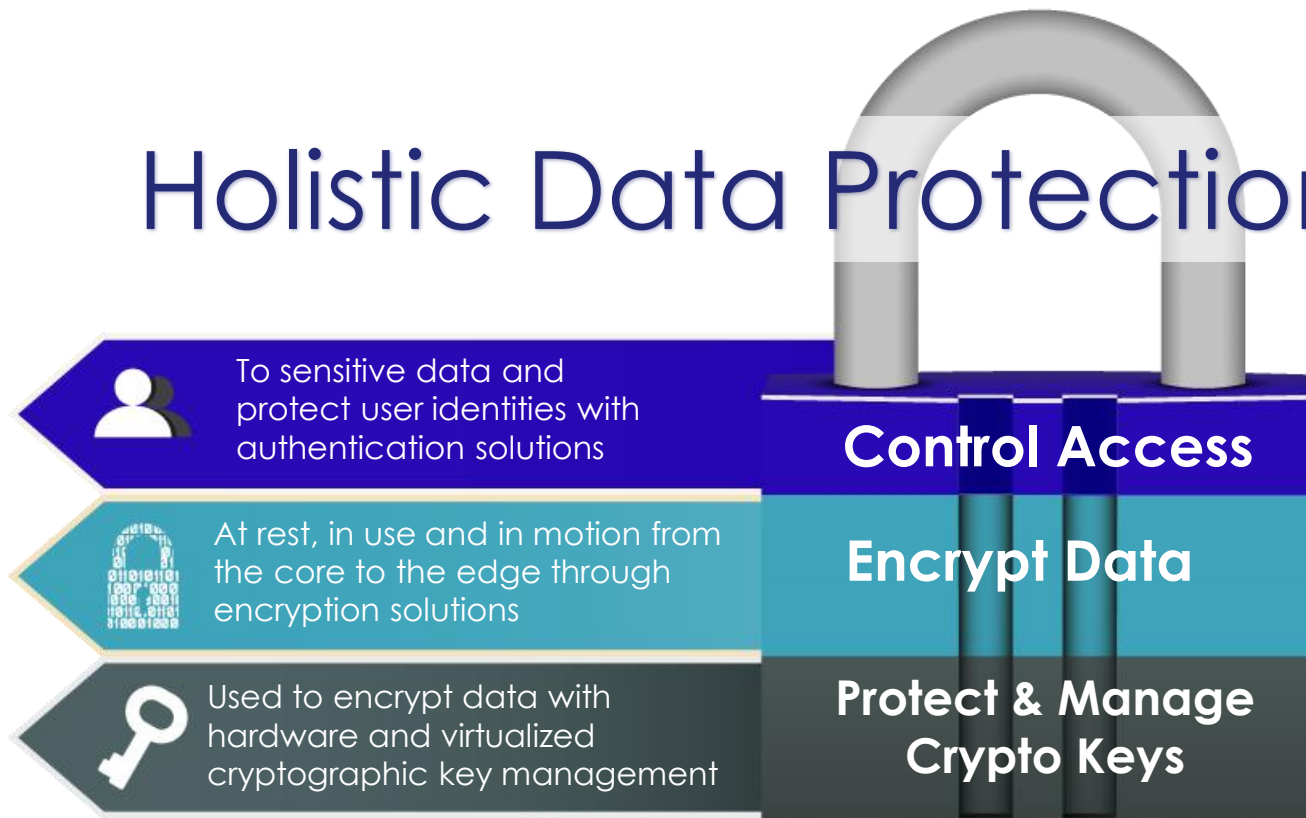 Holistic Data Protection
To sensitive data and
protect user identities with
authentication solutions
Control Access
At rest, in use and in motion from
the core to the edge through
encryption solutions
Encrypt Data
Used to encrypt data with
hardware and virtualized
cryptographic key management
Protect & Manage
Crypto Keys